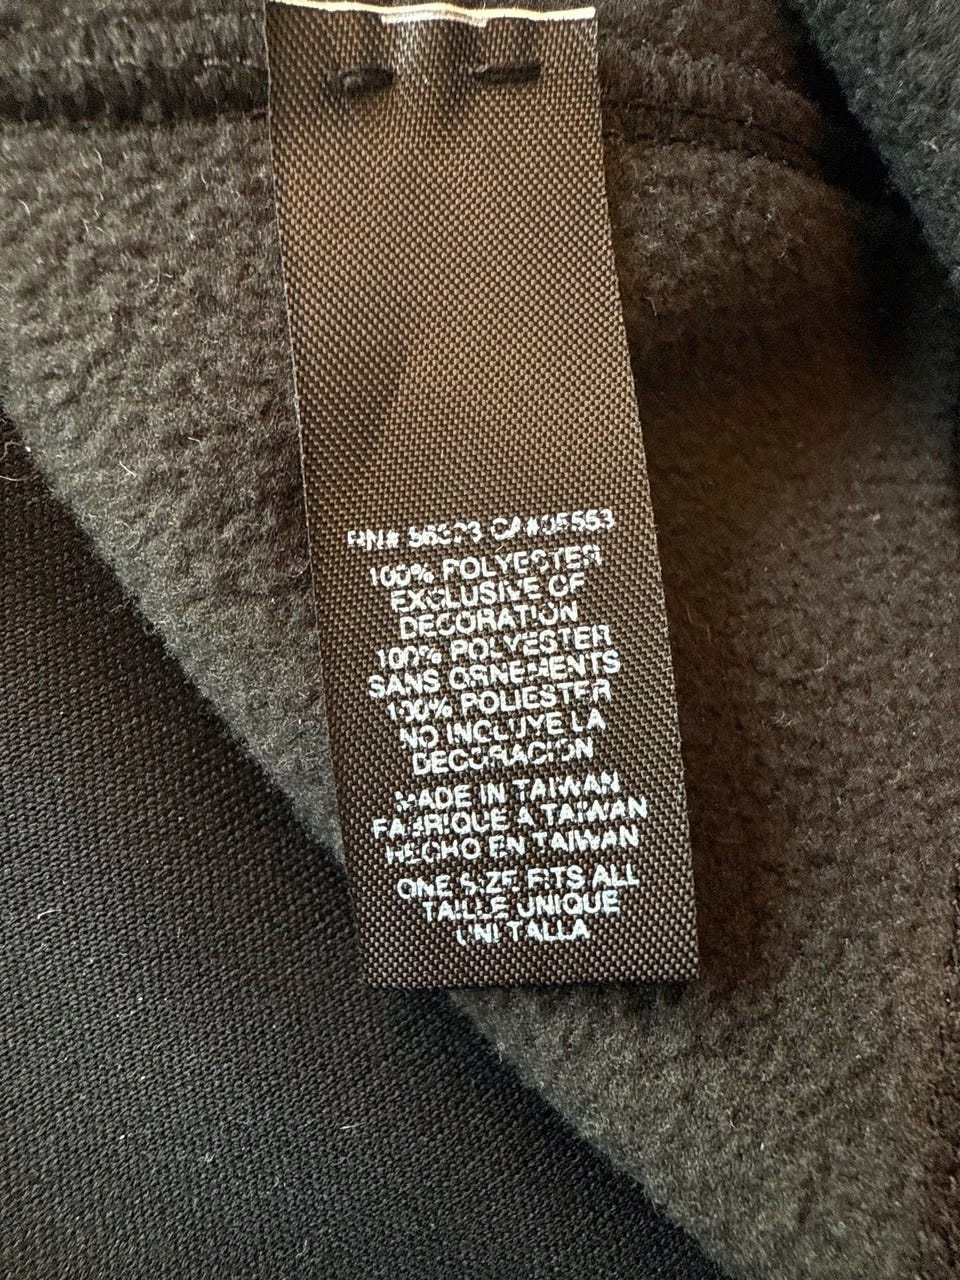 RN# 56323 CA#05553
100% POLYESTER
EXCLUSIVE OF
DECORATION
100% POLYESTER
SANS ORNEMENTS
100% POLIESTER
NO INCLUYE LA
DECORACION
MADE IN TAIWAN
FABRIQUE A TAIWAN
HECHO EN TAIWAN
ONE SIZE FITS ALL
TAILLE UNIQUE
UNI TALLA